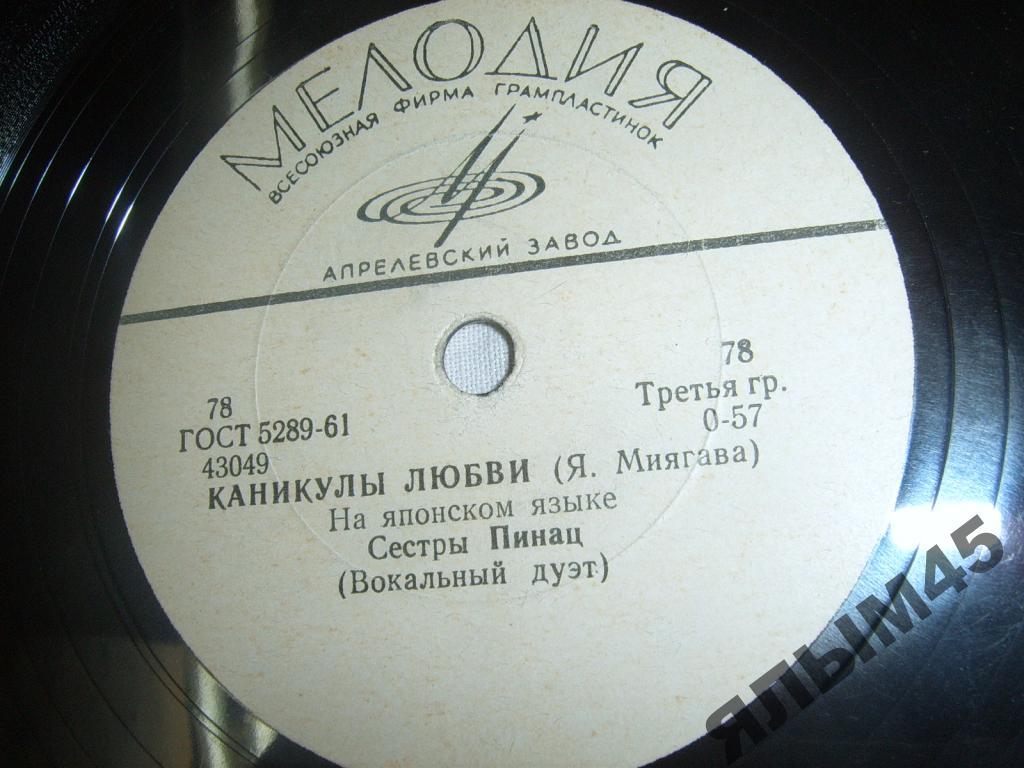 МЕЛОДИЯ
ВСЕСОЮЗНАЯ ФИРМА ГРАМПЛАСТИНОК
АПРЕЛЕВСКИЙ ЗАВОД
78
ГОСТ 5289-61
43049
78
Третья гр.
0-57
КАНИКУЛЫ ЛЮБВИ (Я. Миягава)
На японском языке
Сестры Пинац
(Вокальный дуэт)
ЯЛЫМ45